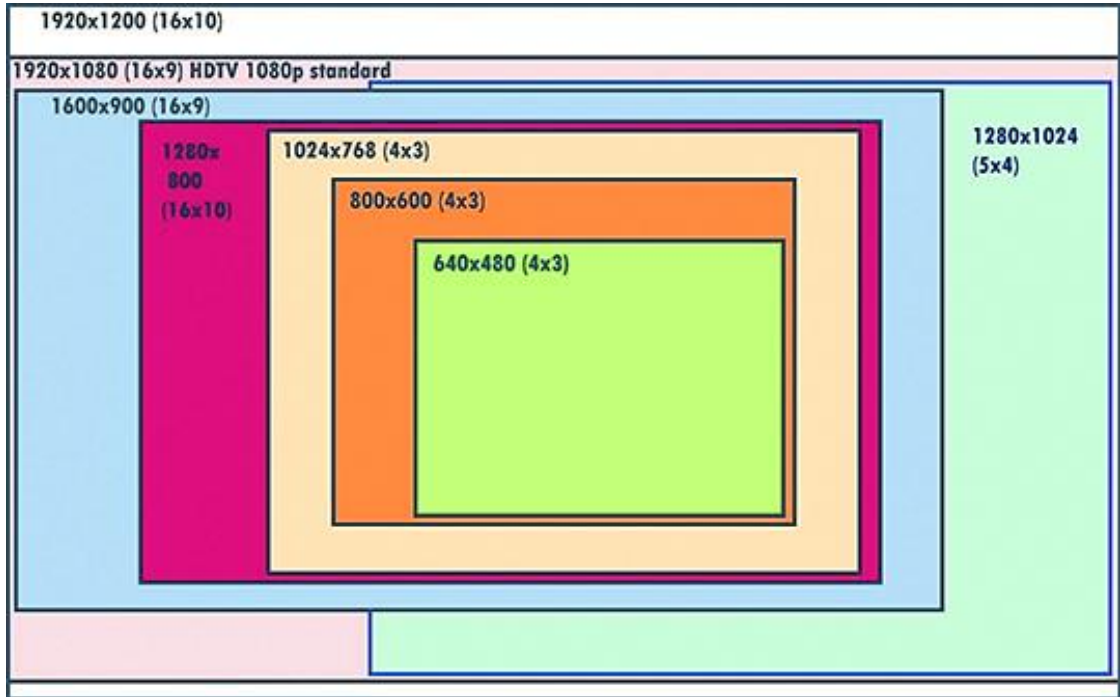 1920x1200 (16x10)
1920x1080 (16x9) HDTV 1080p standard
1600x900 (16x9)
1280x
800
(16x10)
1024x768 (4x3)
1280x1024
(5x4)
800x600 (4x3)
640x480 (4x3)